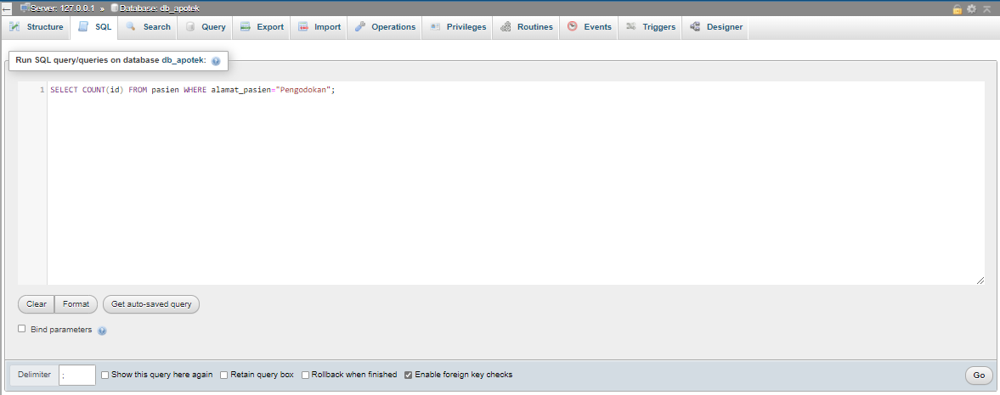 Server: 127.0.0.1 » Database: db_apotek
Structure SQL Search Query Export Import Operations Privileges Routines Events Triggers Designer
Run SQL query/queries on database db_apotek:
1 SELECT COUNT(id) FROM pasien WHERE alamat_pasien="Pengodokan";
Clear Format Get auto-saved query
Bind parameters
Delimiter ; Show this query here again Retain query box Rollback when finished Enable foreign key checks Go